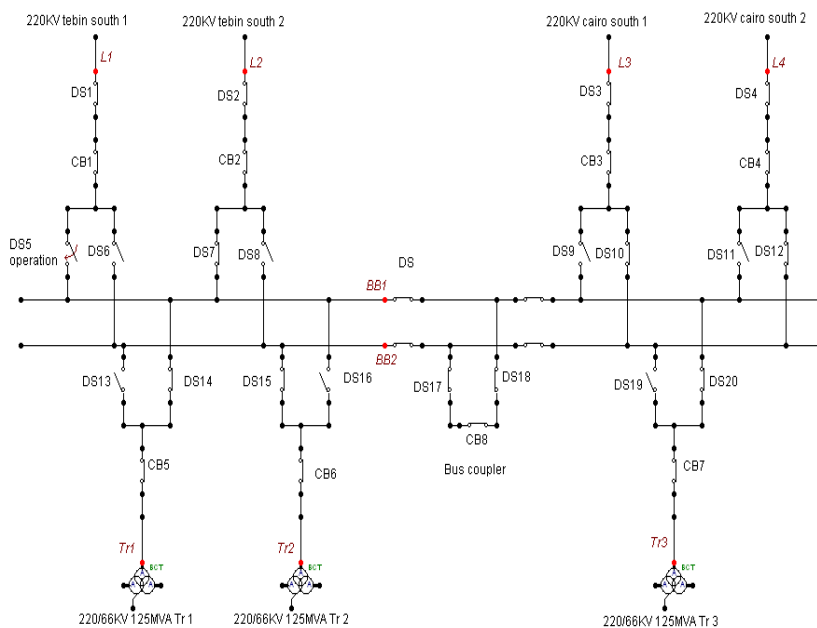 220KV tebin south 1
220KV tebin south 2
220KV cairo south 1
220KV cairo south 2
L1
L2
L3
L4
DS1
DS2
DS3
DS4
CB1
CB2
CB3
CB4
DS5
operation
DS6
DS7
DS8
DS
DS9
DS10
DS11
DS12
BB1
BB2
DS13
DS14
DS15
DS16
DS17
DS18
DS19
DS20
CB8
Bus coupler
CB5
CB6
CB7
Tr1
BCT
A
A
A
Tr2
BCT
A
A
A
Tr3
BCT
A
A
A
220/66KV 125MVA Tr 1
220/66KV 125MVA Tr 2
220/66KV 125MVA Tr 3